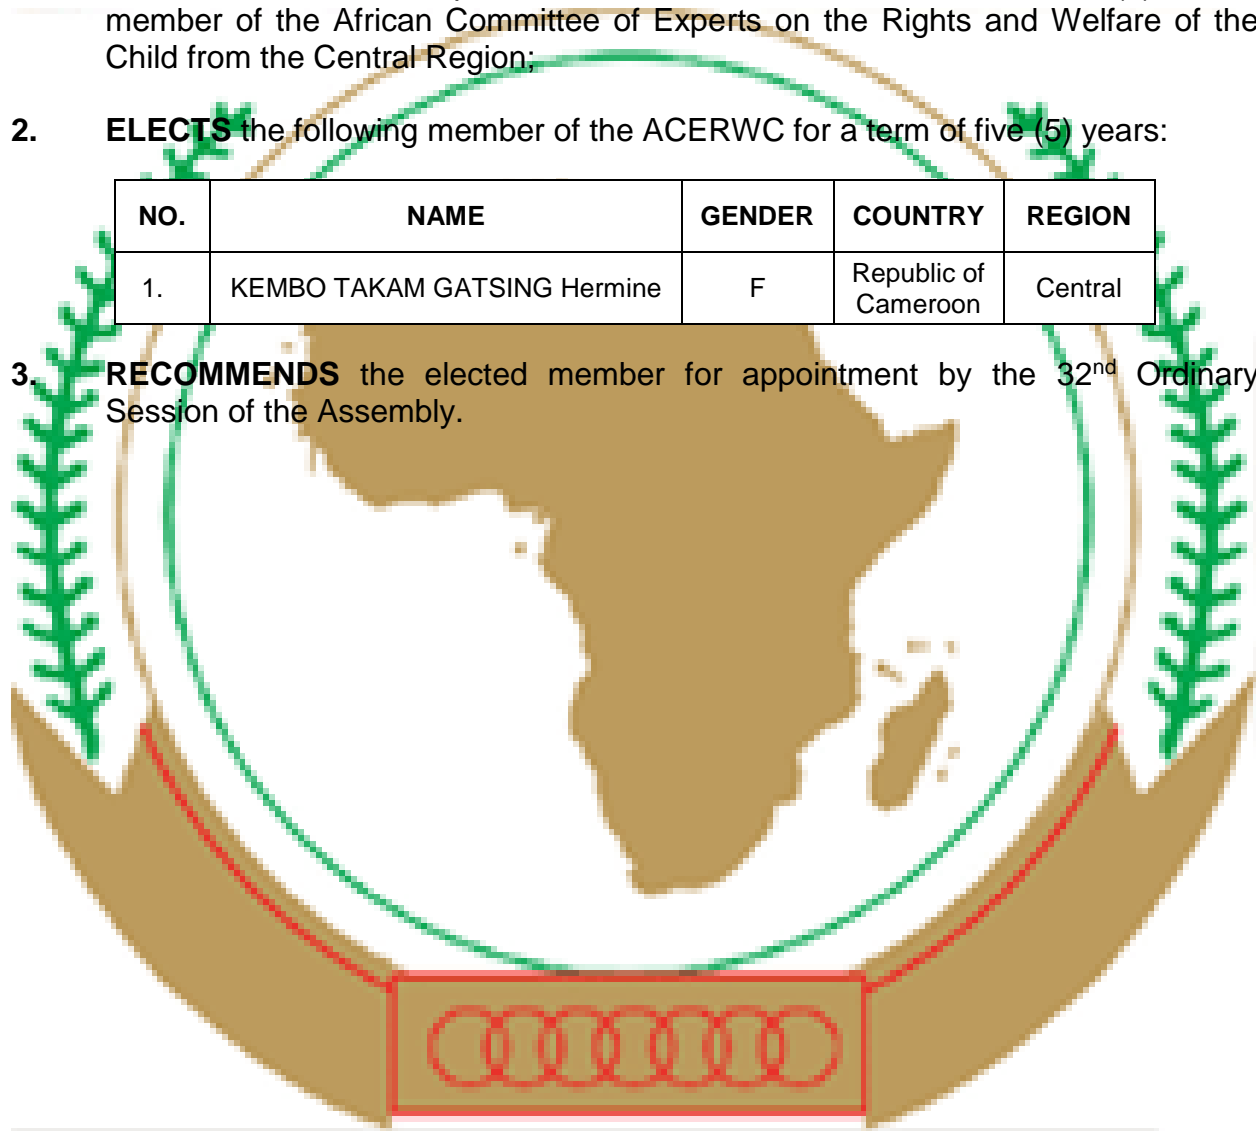 member of the African Committee of Experts on the Rights and Welfare of the
Child from the Central Region;
2. ELECTS the following member of the ACERWC for a term of five (5) years:
NO. NAME GENDER COUNTRY REGION
1. KEMBO TAKAM GATSING Hermine F Republic of Cameroon Central
3. RECOMMENDS the elected member for appointment by the 32nd Ordinary
Session of the Assembly.